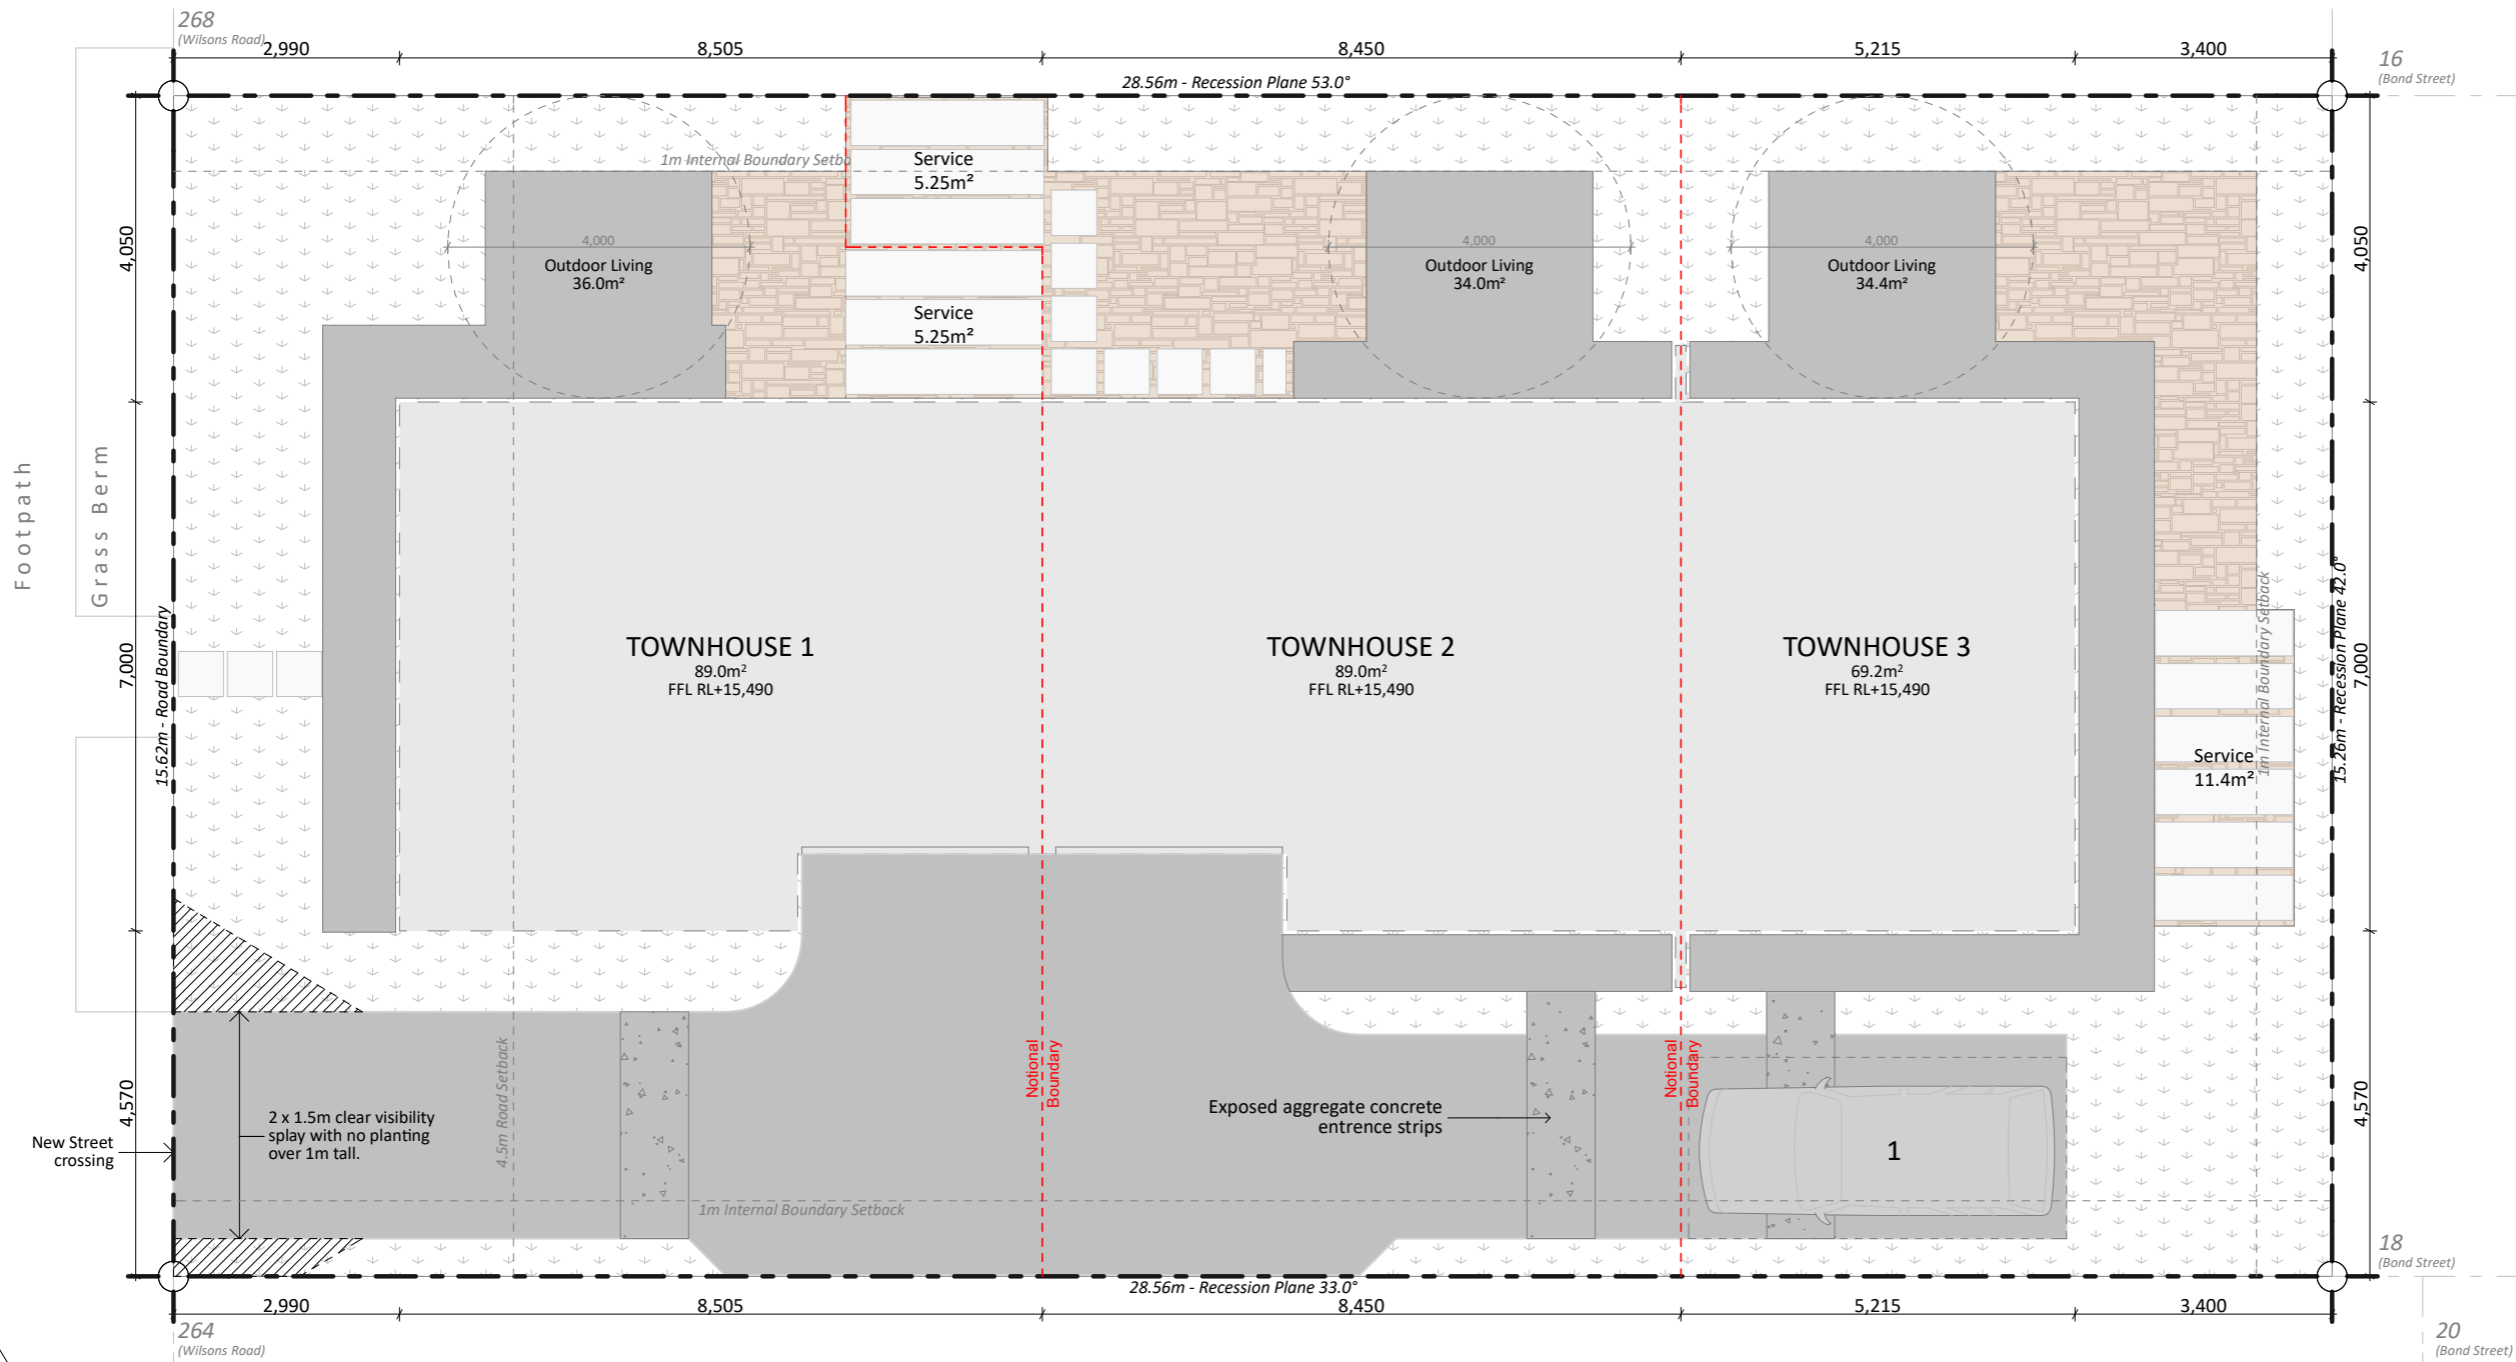 268
(Wilsons Road)
2,990
8,505
8,450
5,215
3,400
16
(Bond Street)
28.56m - Recession Plane 53.0°
1m Internal Boundary Setba
Service
5.25m²
4,050
4,000
Outdoor Living
36.0m²
4,000
Outdoor Living
34.0m²
4,000
Outdoor Living
34.4m²
4,050
Service
5.25m²
Footpath
Grass Berm
15.62m - Road Boundary
7,000
TOWNHOUSE 1
89.0m²
FFL RL+15,490
TOWNHOUSE 2
89.0m²
FFL RL+15,490
TOWNHOUSE 3
69.2m²
FFL RL+15,490
1m Internal Boundary Setback
15.26m - Recession Plane 42.0°
7,000
Service
11.4m²
4,570
New Street
crossing
2 x 1.5m clear visibility
splay with no planting
over 1m tall.
4.5m Road Setback
1m Internal Boundary Setback
Notional
Boundary
Exposed aggregate concrete
entrence strips
Notional
Boundary
1
4,570
18
(Bond Street)
28.56m - Recession Plane 33.0°
2,990
8,505
8,450
5,215
3,400
264
(Wilsons Road)
20
(Bond Street)